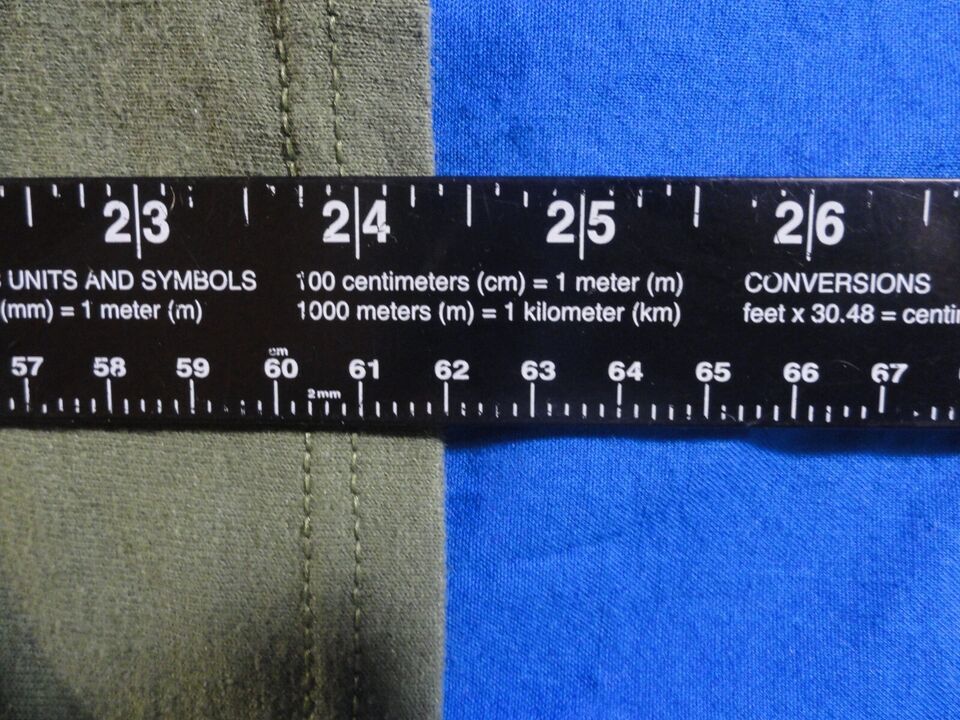 23 24 25 26
UNITS AND SYMBOLS 100 centimeters (cm) = 1 meter (m) CONVERSIONS
(mm) = 1 meter (m) 1000 meters (m) = 1 kilometer (km) feet x 30.48 =
cm
57 58 59 60 61 62 63 64 65 66 67
2mm